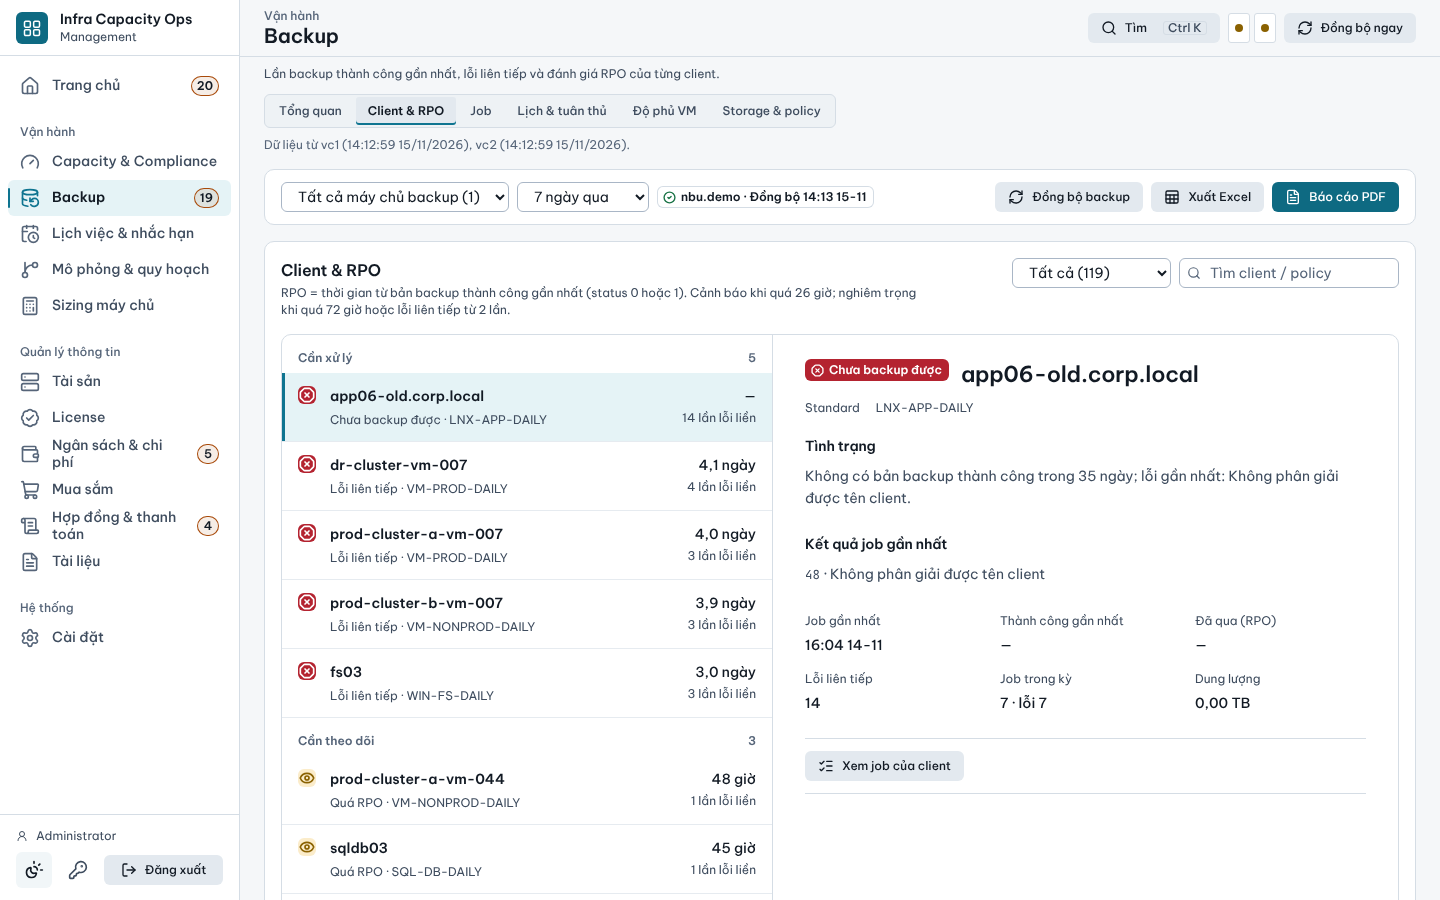 Infra Capacity Ops
Management
Trang chủ 20
Vận hành
Capacity & Compliance
Backup 19
Lịch việc & nhắc hạn
Mô phỏng & quy hoạch
Sizing máy chủ
Quản lý thông tin
Tài sản
License
Ngân sách & chi phí 5
Mua sắm
Hợp đồng & thanh toán 4
Tài liệu
Hệ thống
Cài đặt
Administrator
Đăng xuất
Vận hành
Backup
Tìm Ctrl K
Đồng bộ ngay
Lần backup thành công gần nhất, lỗi liên tiếp và đánh giá RPO của từng client.
Tổng quan Client & RPO Job Lịch & tuân thủ Độ phủ VM Storage & policy
Dữ liệu từ vc1 (14:12:59 15/11/2026), vc2 (14:12:59 15/11/2026).
Tất cả máy chủ backup (1) 7 ngày qua nbu.demo · Đồng bộ 14:13 15-11 Đồng bộ backup Xuất Excel Báo cáo PDF
Client & RPO
RPO = thời gian từ bản backup thành công gần nhất (status 0 hoặc 1). Cảnh báo khi quá 26 giờ; nghiêm trọng
khi quá 72 giờ hoặc lỗi liên tiếp từ 2 lần.
Tất cả (119) Tìm client / policy
Cần xử lý 5
app06-old.corp.local –
Chưa backup được · LNX-APP-DAILY 14 lần lỗi liền
dr-cluster-vm-007 4,1 ngày
Lỗi liên tiếp · VM-PROD-DAILY 4 lần lỗi liền
prod-cluster-a-vm-007 4,0 ngày
Lỗi liên tiếp · VM-PROD-DAILY 3 lần lỗi liền
prod-cluster-b-vm-007 3,9 ngày
Lỗi liên tiếp · VM-NONPROD-DAILY 3 lần lỗi liền
fs03 3,0 ngày
Lỗi liên tiếp · WIN-FS-DAILY 3 lần lỗi liền
Cần theo dõi 3
prod-cluster-a-vm-044 48 giờ
Quá RPO · VM-NONPROD-DAILY 1 lần lỗi liền
sqldb03 45 giờ
Quá RPO · SQL-DB-DAILY 1 lần lỗi liền
Chưa backup được app06-old.corp.local
Standard LNX-APP-DAILY
Tình trạng
Không có bản backup thành công trong 35 ngày; lỗi gần nhất: Không phân giải
được tên client.
Kết quả job gần nhất
48 · Không phân giải được tên client
Job gần nhất Thành công gần nhất Đã qua (RPO)
16:04 14-11 – –
Lỗi liên tiếp Job trong kỳ Dung lượng
14 7 · lỗi 7 0,00 TB
Xem job của client